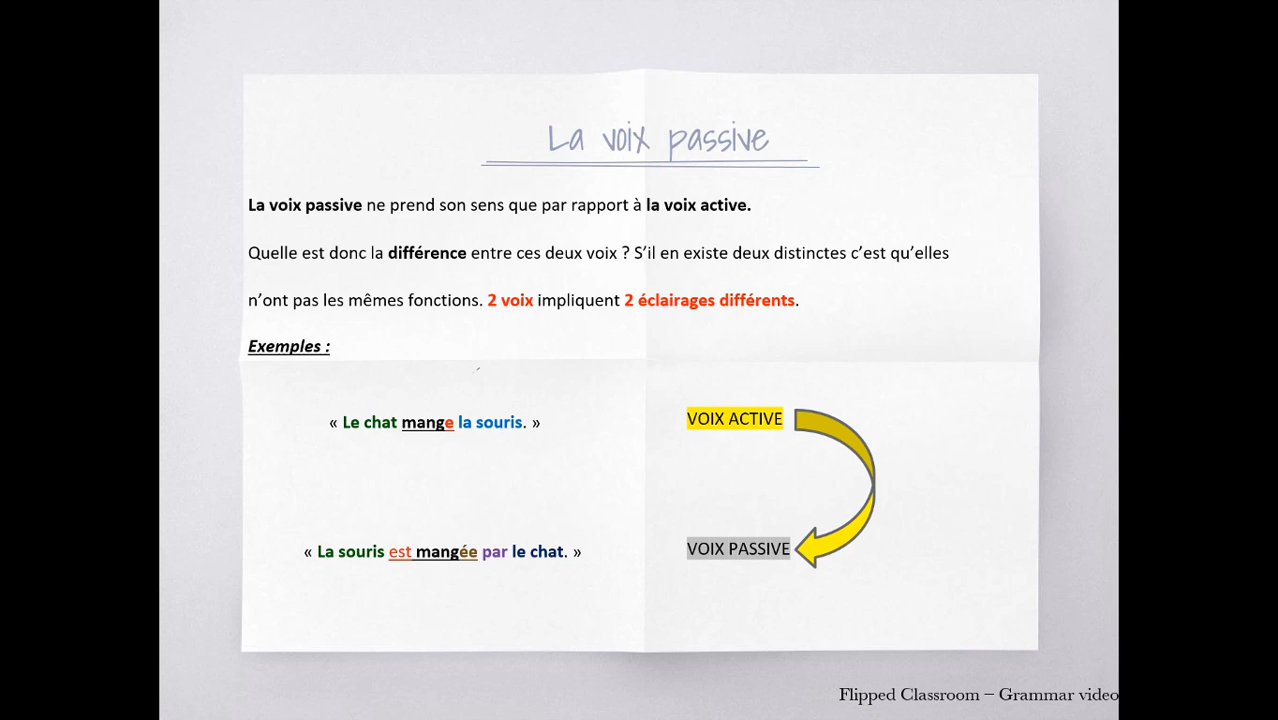 La voix passive
La voix passive ne prend son sens que par rapport à la voix active.
Quelle est donc la différence entre ces deux voix ? S’il en existe deux distinctes c’est qu’elles
n’ont pas les mêmes fonctions. 2 voix impliquent 2 éclairages différents.
Exemples :
« Le chat mange la souris. »
VOIX ACTIVE
« La souris est mangée par le chat. »
VOIX PASSIVE
Flipped Classroom – Grammar video